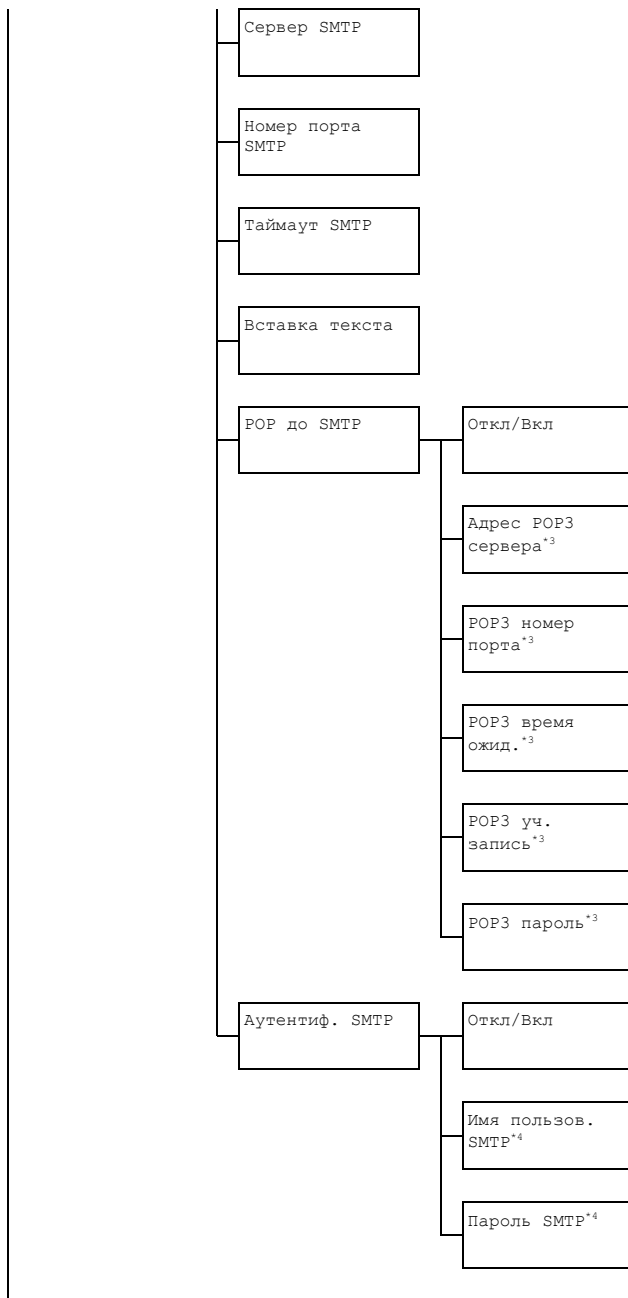 Сервер SMTP
Номер порта
SMTP
Таймаут SMTP
Вставка текста
POP до SMTP
Откл/Вкл
Адрес POP3
сервера*3
POP3 номер
порта*3
POP3 время
ожид.*3
POP3 уч.
запись*3
POP3 пароль*3
Аутентиф. SMTP
Откл/Вкл
Имя пользов.
SMTP*4
Пароль SMTP*4